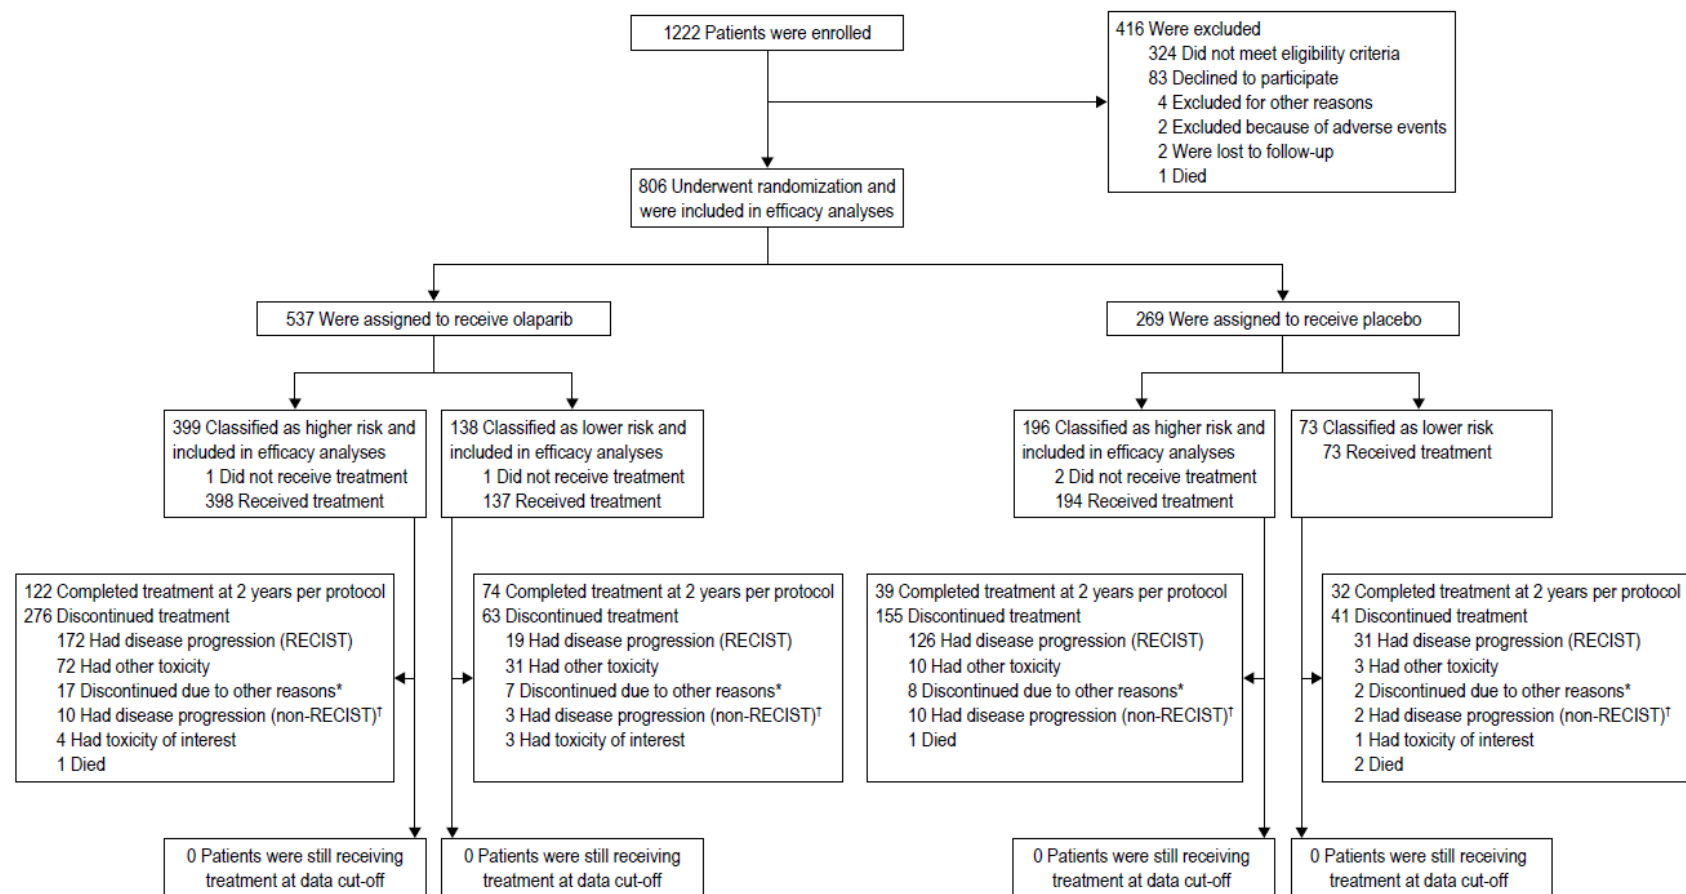 1222 Patients were enrolled
416 Were excluded
324 Did not meet eligibility criteria
83 Declined to participate
4 Excluded for other reasons
2 Excluded because of adverse events
2 Were lost to follow-up
1 Died
806 Underwent randomization and
were included in efficacy analyses
537 Were assigned to receive olaparib
269 Were assigned to receive placebo
399 Classified as higher risk and
included in efficacy analyses
1 Did not receive treatment
398 Received treatment
138 Classified as lower risk and
included in efficacy analyses
1 Did not receive treatment
137 Received treatment
196 Classified as higher risk and
included in efficacy analyses
2 Did not receive treatment
194 Received treatment
73 Classified as lower risk
73 Received treatment
122 Completed treatment at 2 years per protocol
276 Discontinued treatment
172 Had disease progression (RECIST)
72 Had other toxicity
17 Discontinued due to other reasons*
10 Had disease progression (non-RECIST)†
4 Had toxicity of interest
1 Died
74 Completed treatment at 2 years per protocol
63 Discontinued treatment
19 Had disease progression (RECIST)
31 Had other toxicity
7 Discontinued due to other reasons*
3 Had disease progression (non-RECIST)†
3 Had toxicity of interest
39 Completed treatment at 2 years per protocol
155 Discontinued treatment
126 Had disease progression (RECIST)
10 Had other toxicity
8 Discontinued due to other reasons*
10 Had disease progression (non-RECIST)†
1 Died
32 Completed treatment at 2 years per protocol
41 Discontinued treatment
31 Had disease progression (RECIST)
3 Had other toxicity
2 Discontinued due to other reasons*
2 Had disease progression (non-RECIST)†
1 Had toxicity of interest
2 Died
0 Patients were still receiving
treatment at data cut-off
0 Patients were still receiving
treatment at data cut-off
0 Patients were still receiving
treatment at data cut-off
0 Patients were still receiving
treatment at data cut-off